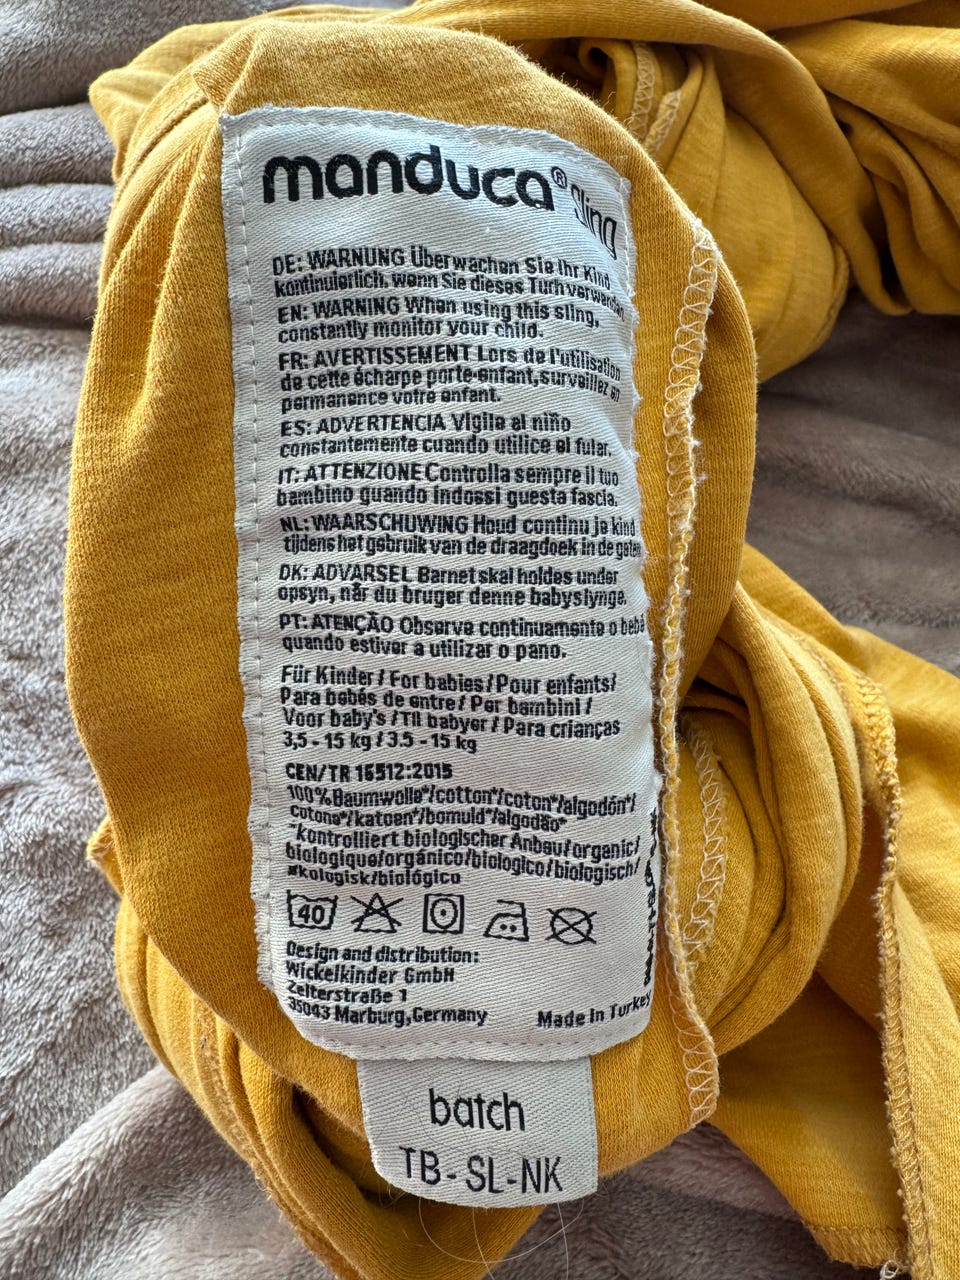 manduca® Sling
DE: WARNUNG Überwachen Sie Ihr Kind
kontinuierlich, wenn Sie dieses Turh verwenden.
EN: WARNING When using this sling,
constantly monitor your child.
FR: AVERTISSEMENT Lors de l'utilisation
de cette écharpe porte-enfant, surveillez en
permanence votre enfant.
ES: ADVERTENCIA Vigile al niño
constantemente cuando utilice el fular.
IT: ATTENZIONE Controlla sempre il tuo
bambino quando indossi questa fascia.
NL: WAARSCHUWING Houd continu je kind
tijdens het gebruik van de draagdoek in de gaten.
DK: ADVARSEL Barnet skal holdes under
opsyn, når du bruger denne babyslynge.
PT: ATENÇÃO Observe continuamente o bebé
quando estiver a utilizar o pano.
Für Kinder / For babies / Pour enfants/
Para bebés de entre / Per bambini /
Voor baby's / Til babyer / Para crianças
3,5 - 15 kg / 3.5 - 15 kg
CEN/TR 16512:2015
100%Baumwolle*/cotton*/coton*/algodón*/
cotone*/katoen*/bomuld*/algodão*
*kontrolliert biologischer Anbau/organic/
biologique/orgánico/biologico/biologisch/
økologisk/biológico
40
Design and distribution:
Wickelkinder GmbH
Zeiterstraße 1
35043 Marburg, Germany
Made in Turkey
batch
TB-SL-NK